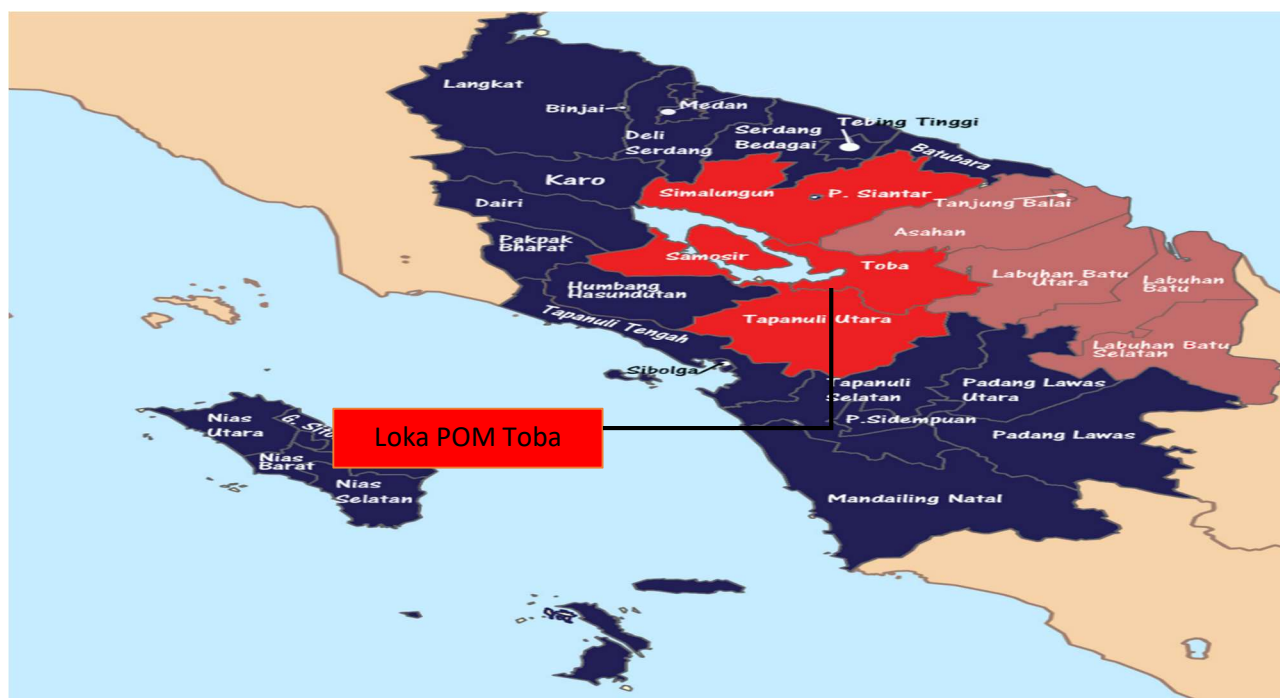 Langkat
Binjai
Medan
Tebing Tinggi
Deli
Serdang
Serdang
Bedagai
Batubara
Karo
Simalungun
P. Siantar
Tanjung Balai
Dairi
Asahan
Pakpak
Bharat
Samosir
Toba
Labuhan Batu
Utara
Labuhan
Batu
Humbang
Hasundutan
Tapanuli Tengah
Tapanuli Utara
Labuhan Batu
Selatan
Sibolga
Tapanuli
Selatan
Padang Lawas
Utara
P.Sidempuan
Padang Lawas
Nias
Utara
Loka POM Toba
Nias
Barat
Nias
Selatan
Mandailing Natal